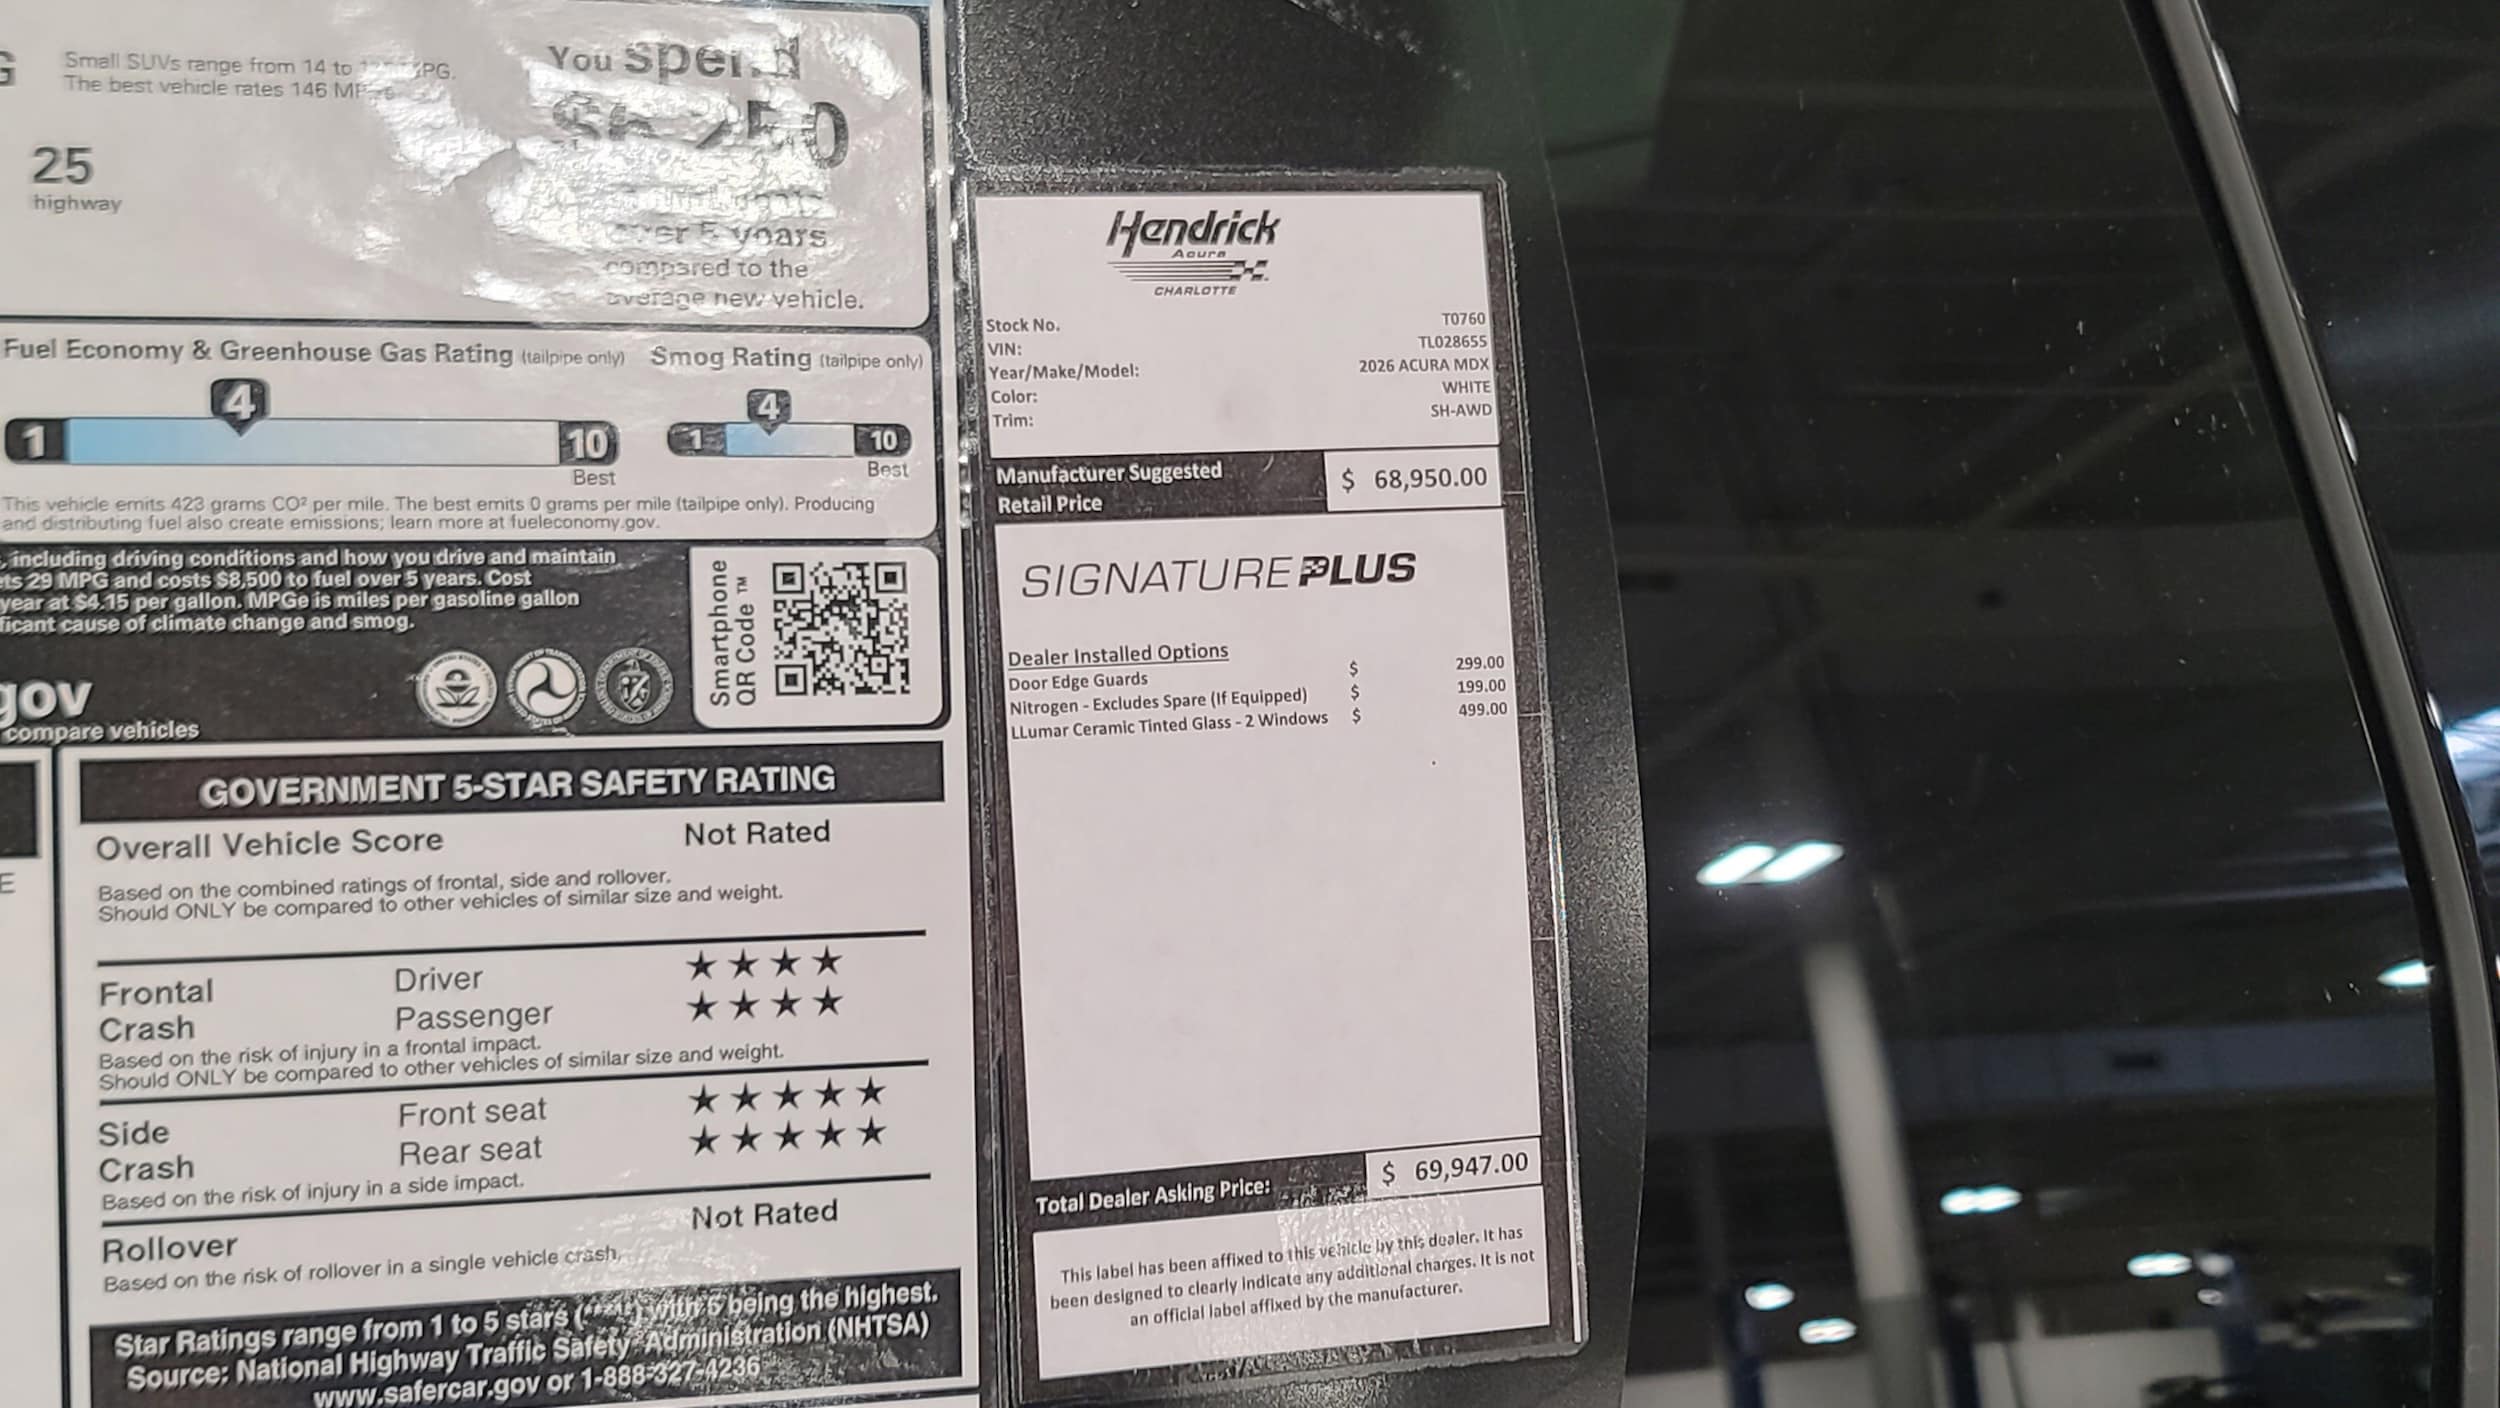 Small SUVs range from 14 to
The best vehicle rates 146
25
highway
You spend
compared to the
average new vehicle.
Fuel Economy & Greenhouse Gas Rating (tailpipe only)
4
1
10
Best
Smog Rating (tailpipe only)
4
1
10
Best
This vehicle emits 423 grams CO² per mile. The best emits 0 grams per mile (tailpipe only). Producing
and distributing fuel also create emissions; learn more at fueleconomy.gov.
, including driving conditions and how you drive and maintain
29 MPG and costs $8,500 to fuel over 5 years. Cost
year at $4.15 per gallon. MPGe is miles per gasoline gallon
cause of climate change and smog.
Smartphone
QR Code ™
gov
compare vehicles
GOVERNMENT 5-STAR SAFETY RATING
Overall Vehicle Score Not Rated
Based on the combined ratings of frontal, side and rollover.
Should ONLY be compared to other vehicles of similar size and weight.
Frontal Driver ★★★★
Crash Passenger ★★★★
Based on the risk of injury in a frontal impact.
Should ONLY be compared to other vehicles of similar size and weight.
Side Front seat ★★★★★
Crash Rear seat ★★★★★
Based on the risk of injury in a side impact.
Rollover Not Rated
Based on the risk of rollover in a single vehicle crash.
Star Ratings range from 1 to 5 stars with 5 being the highest.
Source: National Highway Traffic Safety Administration (NHTSA)
www.safercar.gov or 1-888-327-4236
Hendrick
Acura
CHARLOTTE
Stock No. T0760
VIN: TL028655
Year/Make/Model: 2026 ACURA MDX
Color: WHITE
Trim: SH-AWD
Manufacturer Suggested
Retail Price
$ 68,950.00
SIGNATURE PLUS
Dealer Installed Options
Door Edge Guards $ 299.00
Nitrogen - Excludes Spare (If Equipped) $ 199.00
LLumar Ceramic Tinted Glass - 2 Windows $ 499.00
Total Dealer Asking Price: $ 69,947.00
This label has been affixed to this vehicle by this dealer. It has
been designed to clearly indicate any additional charges. It is not
an official label affixed by the manufacturer.